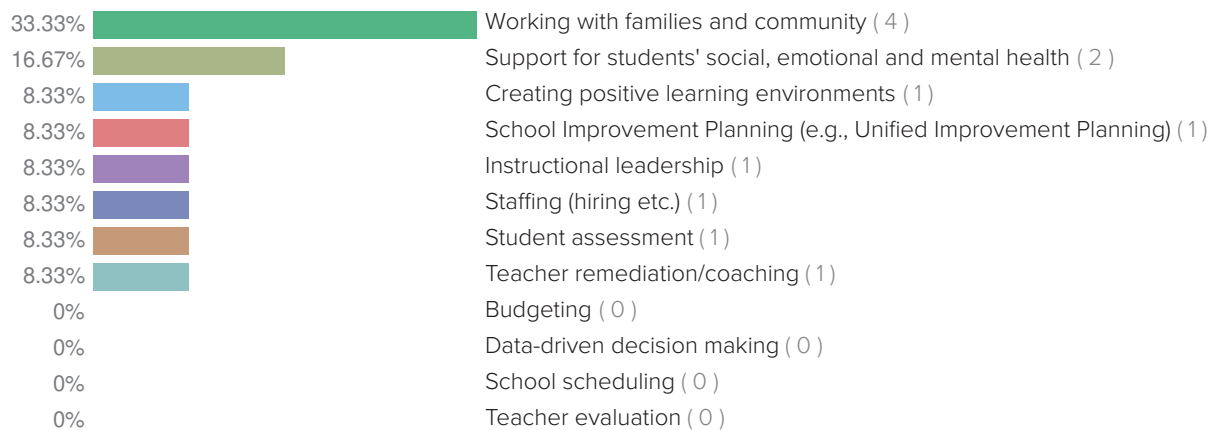 33.33% Working with families and community ( 4 )
16.67% Support for students' social, emotional and mental health ( 2 )
8.33% Creating positive learning environments ( 1 )
8.33% School Improvement Planning (e.g., Unified Improvement Planning) ( 1 )
8.33% Instructional leadership ( 1 )
8.33% Staffing (hiring etc.) ( 1 )
8.33% Student assessment ( 1 )
8.33% Teacher remediation/coaching ( 1 )
0% Budgeting ( 0 )
0% Data-driven decision making ( 0 )
0% School scheduling ( 0 )
0% Teacher evaluation ( 0 )